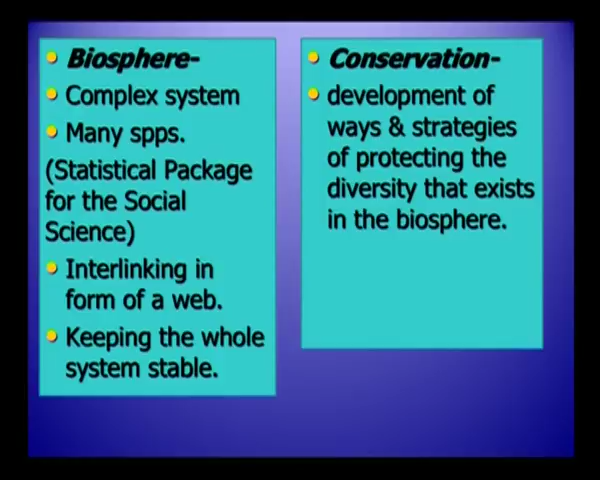 Biosphere-
Complex system
Many spps.
(Statistical Package
for the Social
Science)
Interlinking in
form of a web.
Keeping the whole
system stable.
Conservation-
development of
ways & strategies
of protecting the
diversity that exists
in the biosphere.